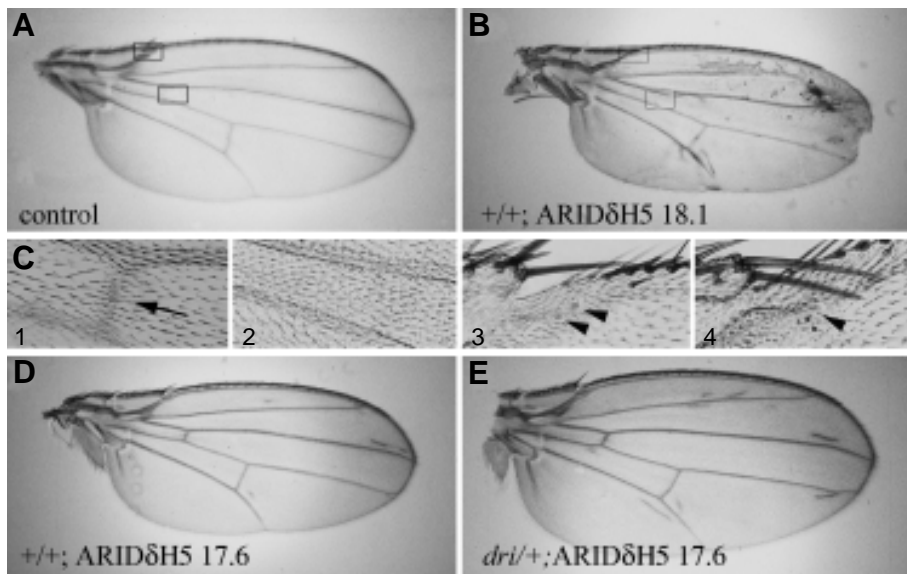 A
control
B
+/+; ARIDδH5 18.1
C
1
2
3
4
D
+/+; ARIDδH5 17.6
E
dri/+;ARIDδH5 17.6